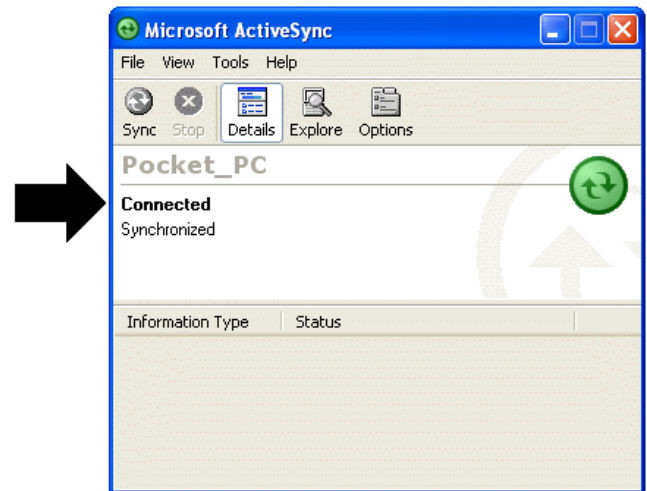 Microsoft ActiveSync
File View Tools Help
Sync Stop Details Explore Options
Pocket_PC
Connected
Synchronized
Information Type Status